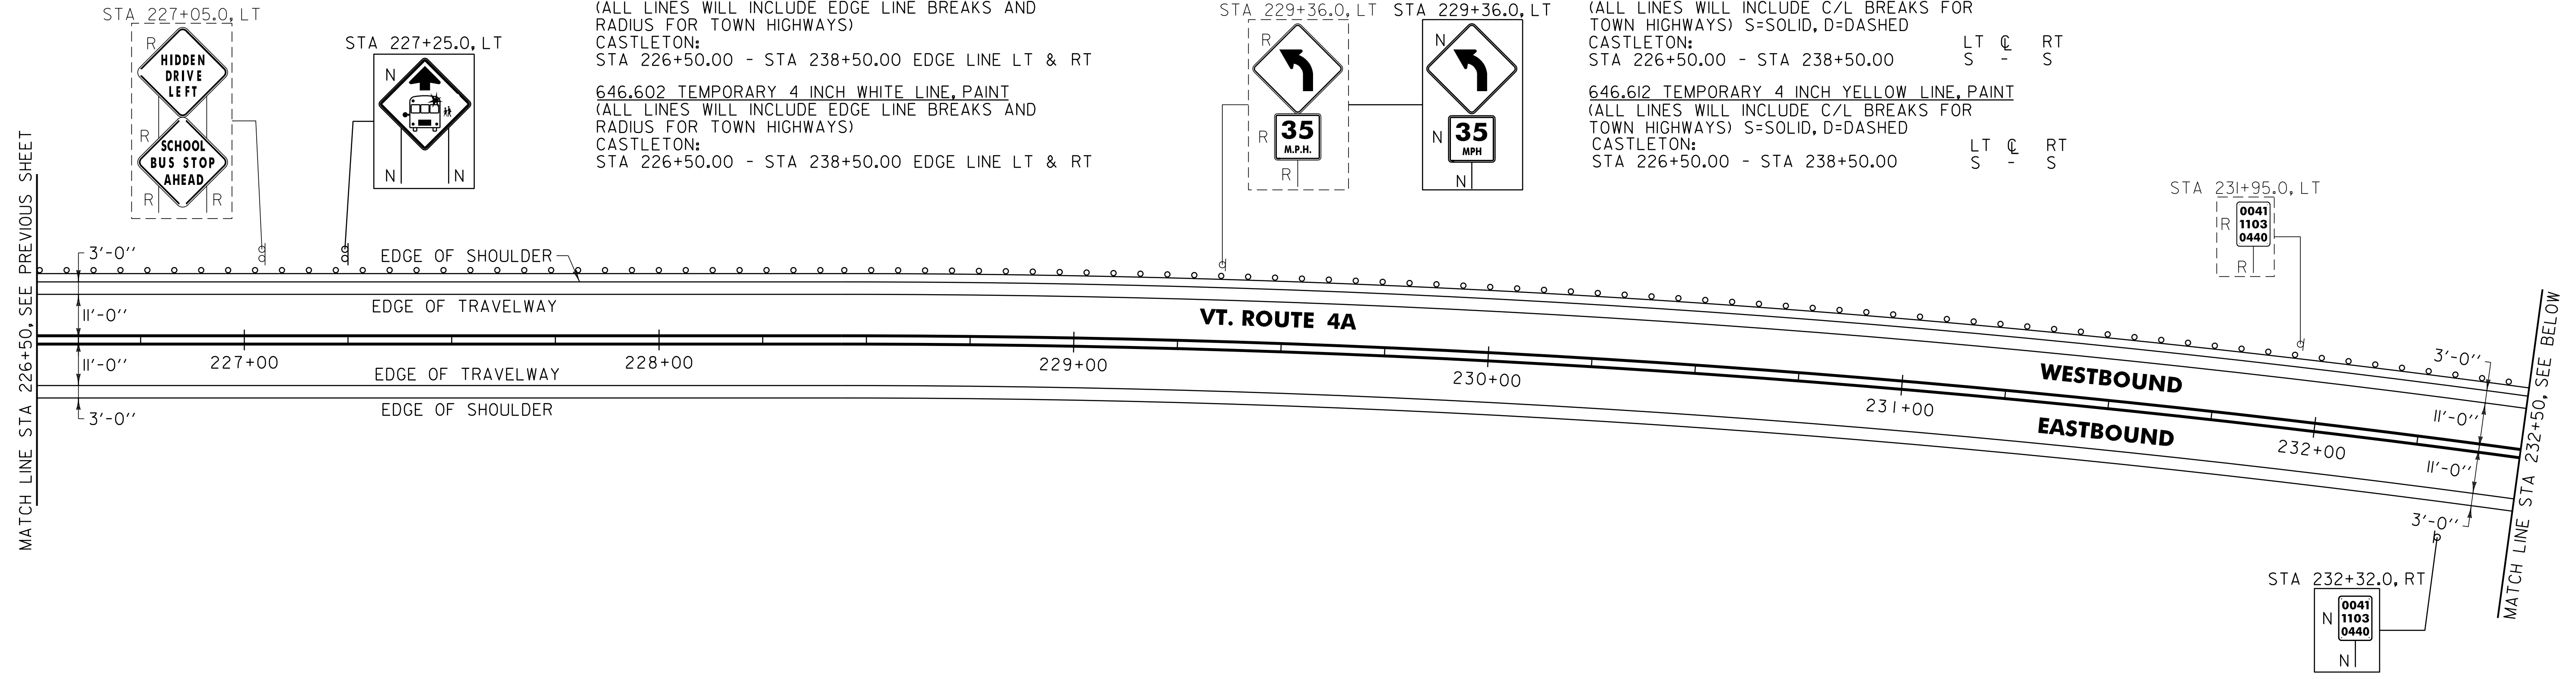 STA 227+05.0, LT
R
HIDDEN
DRIVE
LEFT
R
SCHOOL
BUS STOP
AHEAD
R
R
STA 227+25.0, LT
N
N
N
(ALL LINES WILL INCLUDE EDGE LINE BREAKS AND
RADIUS FOR TOWN HIGHWAYS)
CASTLETON:
STA 226+50.00 - STA 238+50.00 EDGE LINE LT & RT
646.602 TEMPORARY 4 INCH WHITE LINE, PAINT
(ALL LINES WILL INCLUDE EDGE LINE BREAKS AND
RADIUS FOR TOWN HIGHWAYS)
CASTLETON:
STA 226+50.00 - STA 238+50.00 EDGE LINE LT & RT
STA 229+36.0, LT
R
R
35
M.P.H.
R
STA 229+36.0, LT
N
N
35
MPH
N
(ALL LINES WILL INCLUDE C/L BREAKS FOR
TOWN HIGHWAYS) S=SOLID, D=DASHED
CASTLETON: LT ℄ RT
STA 226+50.00 - STA 238+50.00 S - S
646.612 TEMPORARY 4 INCH YELLOW LINE, PAINT
(ALL LINES WILL INCLUDE C/L BREAKS FOR
TOWN HIGHWAYS) S=SOLID, D=DASHED
CASTLETON: LT ℄ RT
STA 226+50.00 - STA 238+50.00 S - S
STA 231+95.0, LT
R
0041
1103
0440
R
MATCH LINE STA 226+50, SEE PREVIOUS SHEET
3'-0''
EDGE OF SHOULDER
EDGE OF TRAVELWAY
11'-0''
VT. ROUTE 4A
227+00
228+00
229+00
230+00
231+00
232+00
11'-0''
EDGE OF TRAVELWAY
3'-0''
EDGE OF SHOULDER
WESTBOUND
EASTBOUND
3'-0''
11'-0''
11'-0''
3'-0''
MATCH LINE STA 232+50, SEE BELOW
STA 232+32.0, RT
N
0041
1103
0440
N